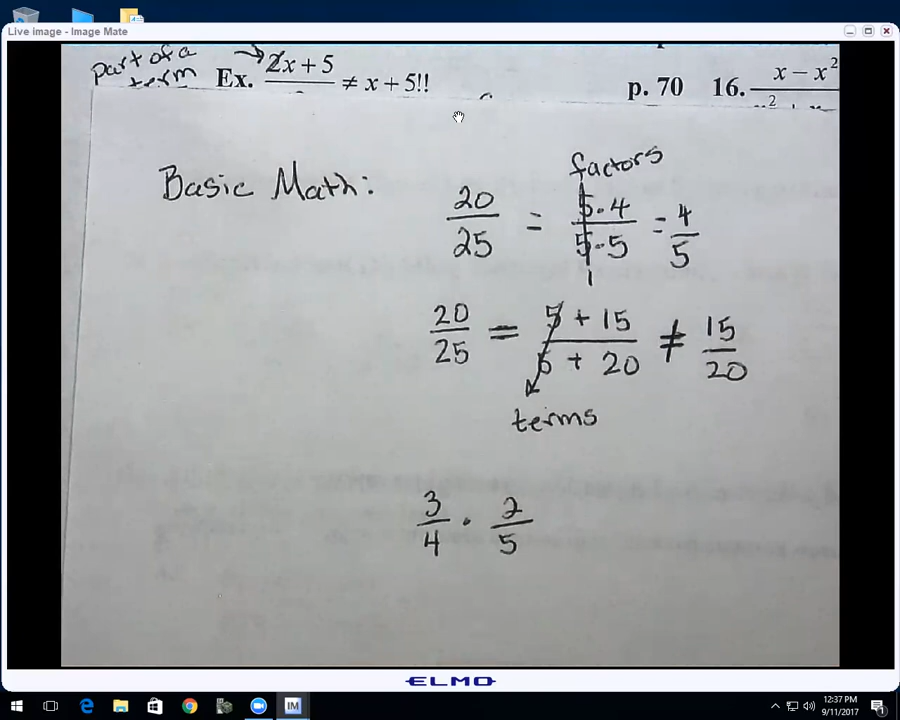 Live image - Image Mate
part of a
term
Ex. 2x + 5 / ≠ x + 5!!
p. 70 16. x − x²
Basic Math:
factors
20/25 = 5·4/5·5 = 4/5
1
20/25 = 5 + 15/5 + 20 ≠ 15/20
terms
3/4 · 2/5
ELMO
12:37 PM
9/11/2017